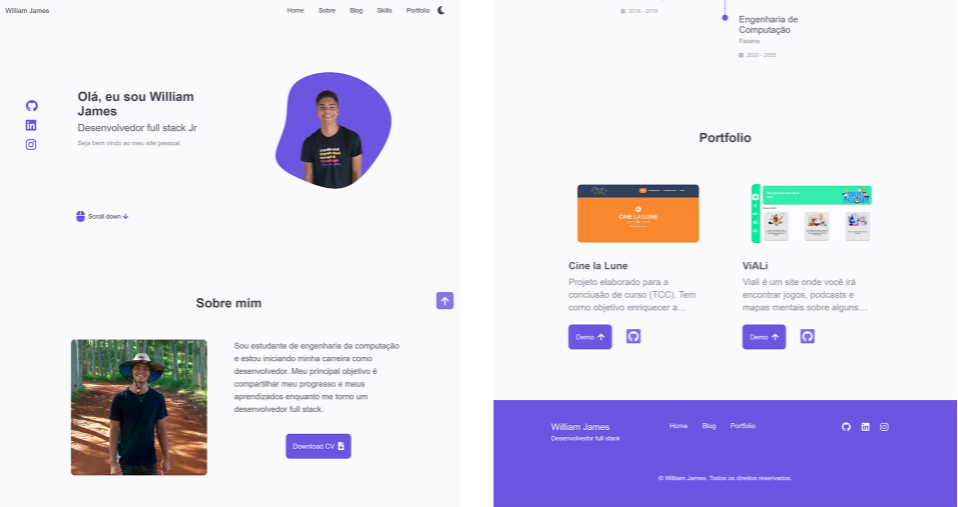 William James
Home Sobre Blog Skills Portfolio
Olá, eu sou William
James
Desenvolvedor full stack Jr
Seja bem vindo ao meu site pessoal.
Scroll down
Sobre mim
Sou estudante de engenharia da computação
e estou iniciando minha carreira como
desenvolvedor. Meu principal objetivo é
compartilhar meu progresso e meus
aprendizados enquanto me torno um
desenvolvedor full stack.
Download CV
Engenharia de
Computação
Facens
2020 - 2025
Portfolio
CINE LA LUNE
Cine la Lune
Projeto elaborado para a
conclusão de curso (TCC). Tem
como objetivo enriquecer a...
Demo
ViALi
Viali é um site onde você irá
encontrar jogos, podcasts e
mapas mentais sobre alguns...
Demo
William James
Desenvolvedor full stack
Home Blog Portfolio
© William James. Todos os direitos reservados.